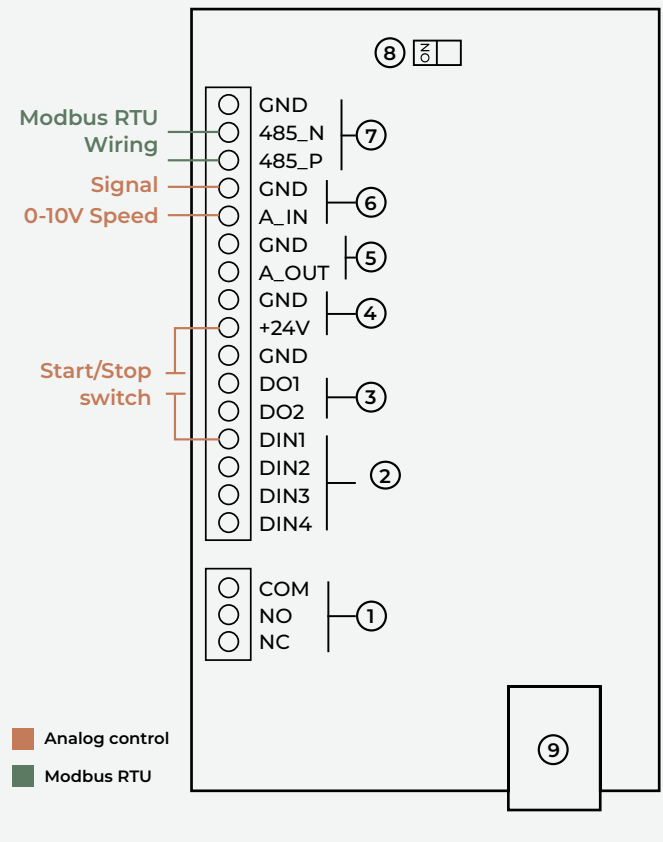 8
ON
GND
Modbus RTU
485_N
7
Wiring
485_P
Signal
GND
6
0-10V Speed
A_IN
GND
5
A_OUT
GND
4
+24V
GND
Start/Stop
DO1
3
switch
DO2
DIN1
DIN2
2
DIN3
DIN4
COM
NO
1
NC
Analog control
9
Modbus RTU